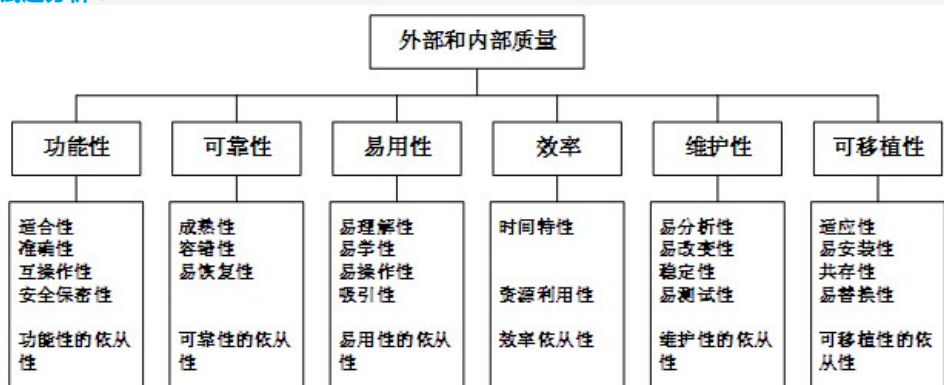 外部和内部质量
功能性
可靠性
易用性
效率
维护性
可移植性
适合性
准确性
互操作性
安全保密性
功能性的依从
性
成熟性
容错性
易恢复性
可靠性的依从
性
易理解性
易学性
易操作性
吸引性
易用性的依从
性
时间特性
资源利用性
效率依从性
易分析性
易改变性
稳定性
易测试性
维护性的依从
性
适应性
易安装性
共存性
易替换性
可移植性的依
从性